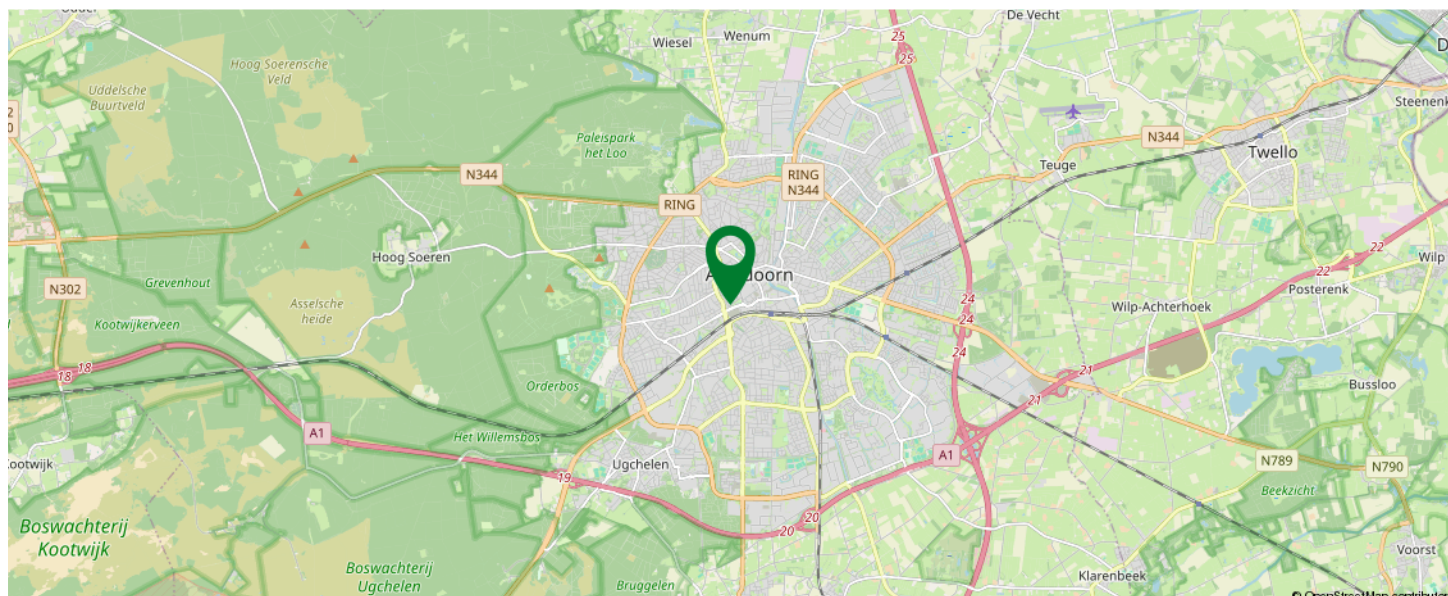 De Vecht
Wiesel
Wenum
25
25
Hoog Soerensche
Veld
Uddelsche
Buurtveld
Steenenk
Paleispark
het Loo
N344
Twello
Teuge
N344
RING
N344
RING
Hoog Soeren
22
22
Wilp
Posterenk
Grevenhout
N302
Asselsche
heide
24
24
24
Wilp-Achterhoek
Kootwijkerveen
18
18
21
21
Bussloo
Orderbos
A1
Het Willemsbos
A1
Ugchelen
19
N789
N790
Beekzicht
20
20
Boswachterij
Kootwijk
Boswachterij
Ugchelen
Bruggelen
Klarenbeek
Voorst